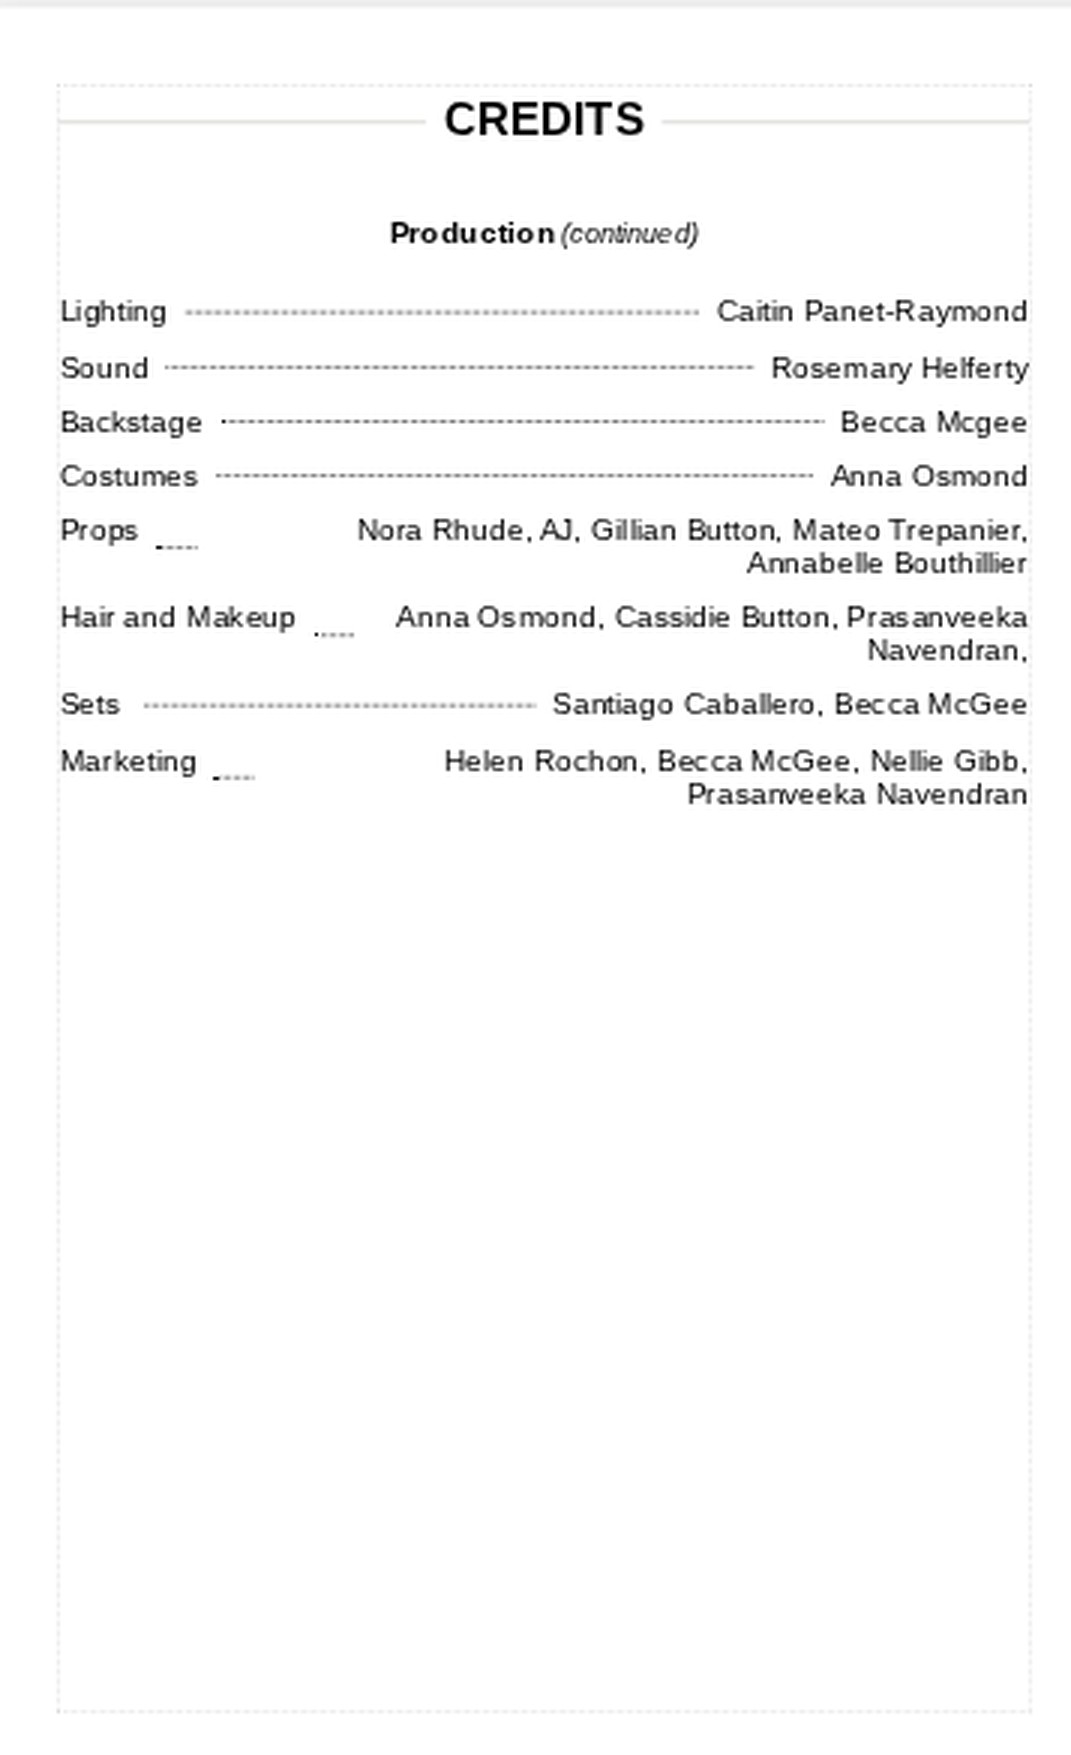 CREDITS
Production (continued)
Lighting Caitin Panet-Raymond
Sound Rosemary Helferty
Backstage Becca Mcgee
Costumes Anna Osmond
Props Nora Rhude, AJ, Gillian Button, Mateo Trepanier,
Annabelle Bouthillier
Hair and Makeup Anna Osmond, Cassidie Button, Prasanveeka
Navendran,
Sets Santiago Caballero, Becca McGee
Marketing Helen Rochon, Becca McGee, Nellie Gibb,
Prasanveeka Navendran